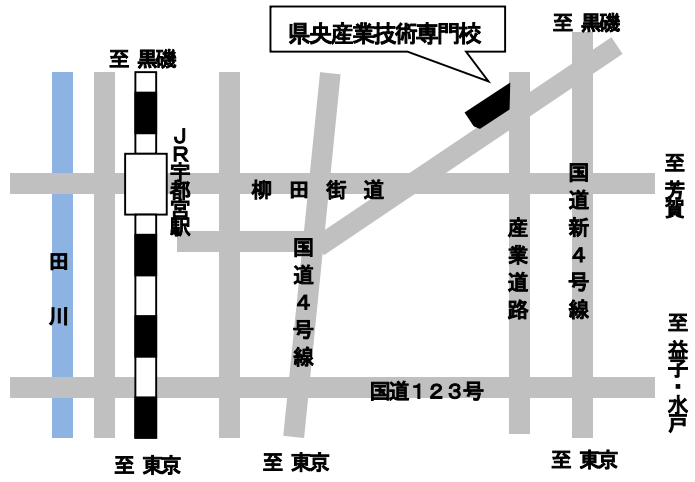 県央産業技術専門校
至 黒磯
至 黒磯
JR宇都宮駅
柳田街道
至 芳賀
国道新4号線
産業道路
国道4号線
田川
至 益子・水戸
国道123号
至 東京
至 東京
至 東京